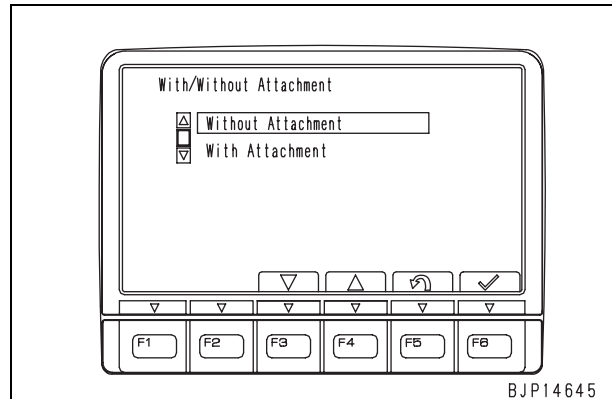 With/Without Attachment
Without Attachment
With Attachment
F1 F2 F3 F4 F5 F6
BJP14645